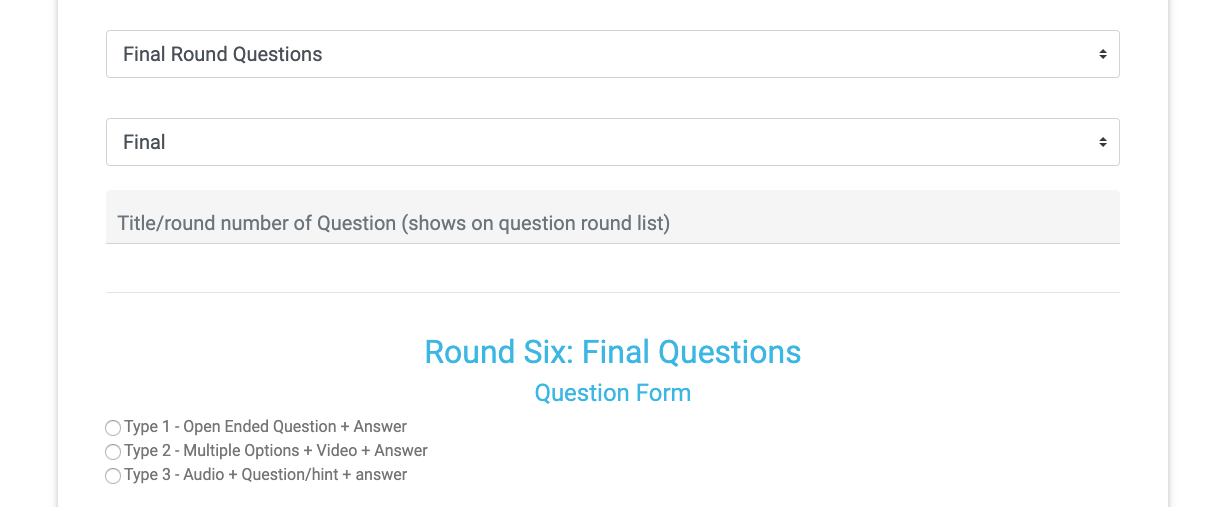 Final Round Questions
Final
Title/round number of Question (shows on question round list)
Round Six: Final Questions
Question Form
Type 1 - Open Ended Question + Answer
Type 2 - Multiple Options + Video + Answer
Type 3 - Audio + Question/hint + answer